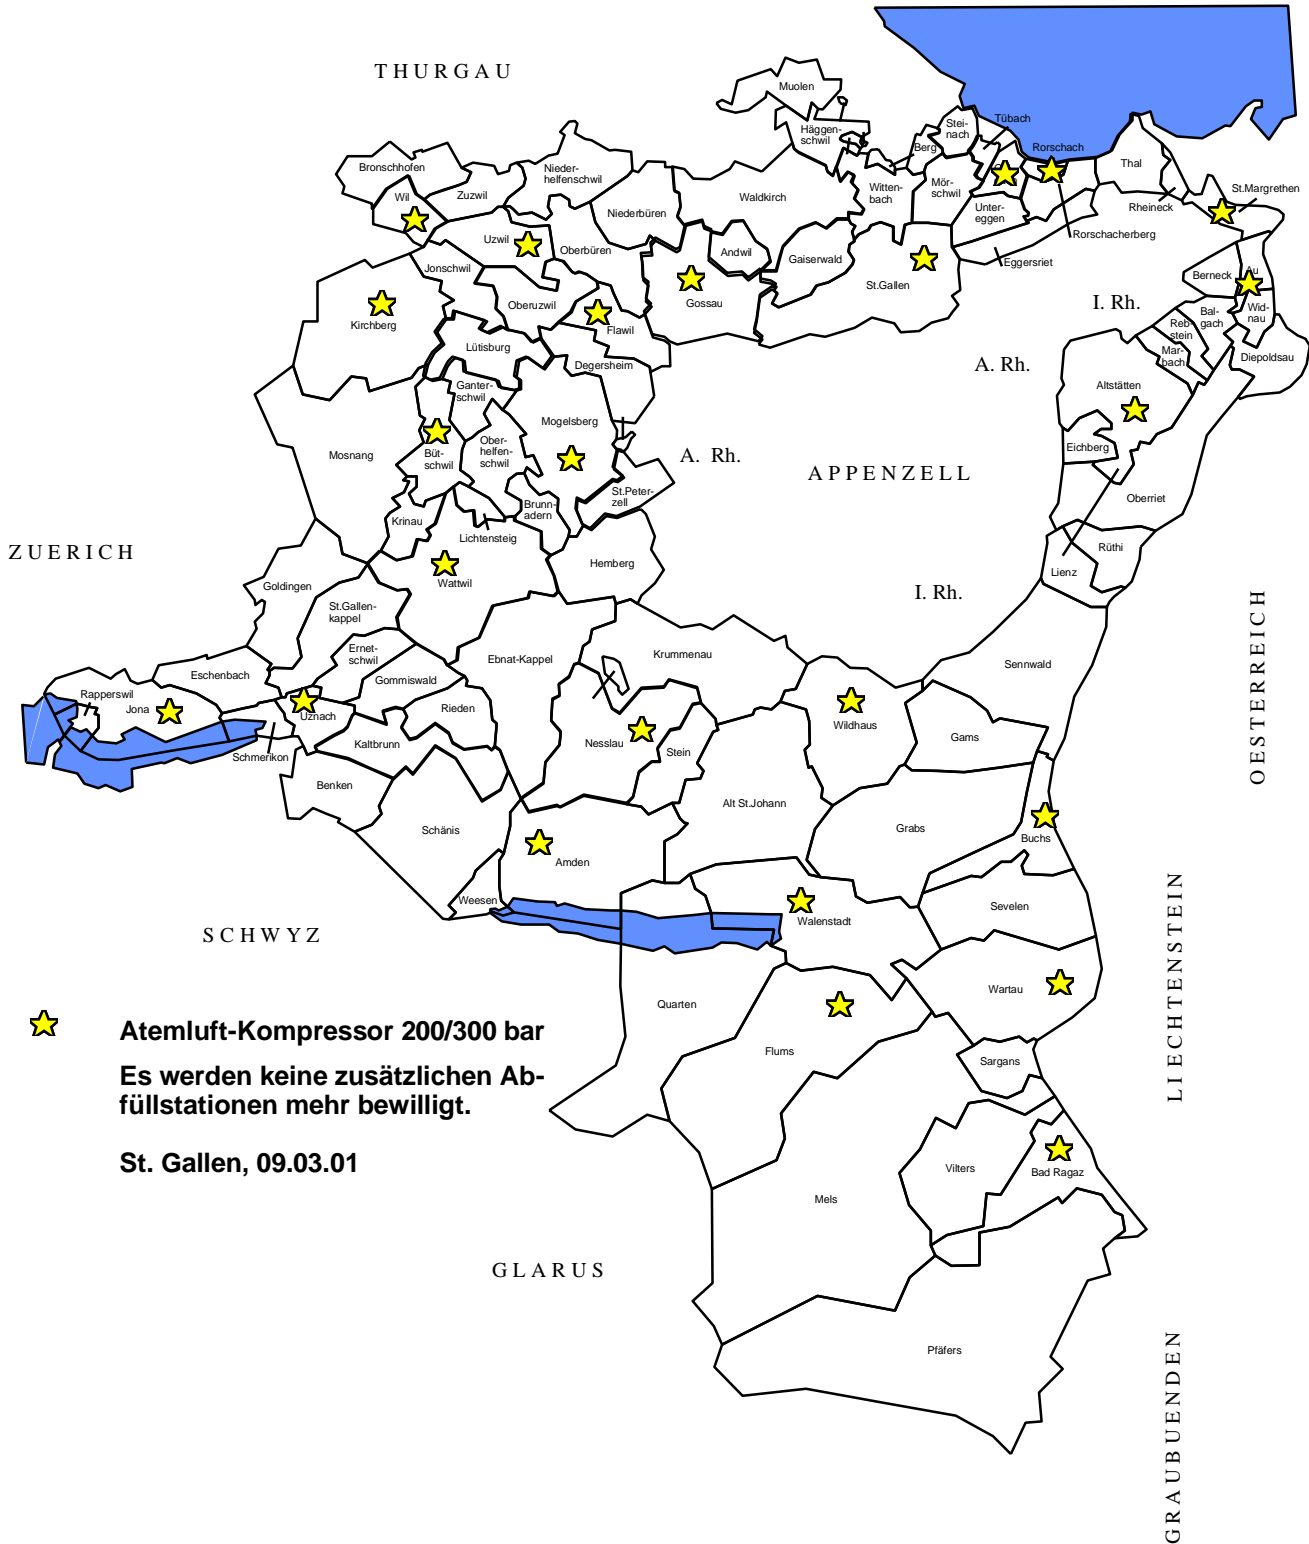 THURGAU
Muolen
Häggen-
schwil
Stei-
nach
Tübach
Berg
Rorschach
Thal
St.Margrethen
Rheineck
Rorschacherberg
Bronschhofen
Nieder-
helfenschwil
Wil
Zuzwil
Niederbüren
Waldkirch
Witten-
bach
Mör-
schwil
Unter-
eggen
Eggersriet
Uzwil
Oberbüren
Andwil
Gaiserwald
St.Gallen
Gossau
Jonschwil
Oberuzwil
Kirchberg
Flawil
Lütisburg
Degersheim
Berneck
Au
I. Rh.
Wid-
nau
Bal-
gach
Reb-
stein
Mar-
bach
Diepoldsau
A. Rh.
Altstätten
Ganter-
schwil
Mogelsberg
Mosnang
Büt-
schwil
Ober-
helfen-
schwil
A. Rh.
APPENZELL
Eichberg
Oberriet
St.Peter-
zell
Brunn-
adern
Krinau
Lichtensteig
ZUERICH
Wattwil
Hemberg
Rüthi
Lienz
Goldingen
St.Gallen-
kappel
I. Rh.
OESTERREICH
Ernet-
schwil
Ebnat-Kappel
Krummenau
Sennwald
Eschenbach
Gommiswald
Rapperswil
Jona
Rieden
Uznach
Wildhaus
Gams
Schmerikon
Kaltbrunn
Nesslau
Stein
Benken
Alt St.Johann
Schänis
Grabs
Buchs
Amden
Weesen
Walenstadt
Sevelen
SCHWYZ
LIECHTENSTEIN
Quarten
Wartau
Atemluft-Kompressor 200/300 bar
Flums
Sargans
Es werden keine zusätzlichen Ab-
füllstationen mehr bewilligt.
St. Gallen, 09.03.01
Vilters
Bad Ragaz
Mels
GLARUS
Pfäfers
GRAUBUENDEN